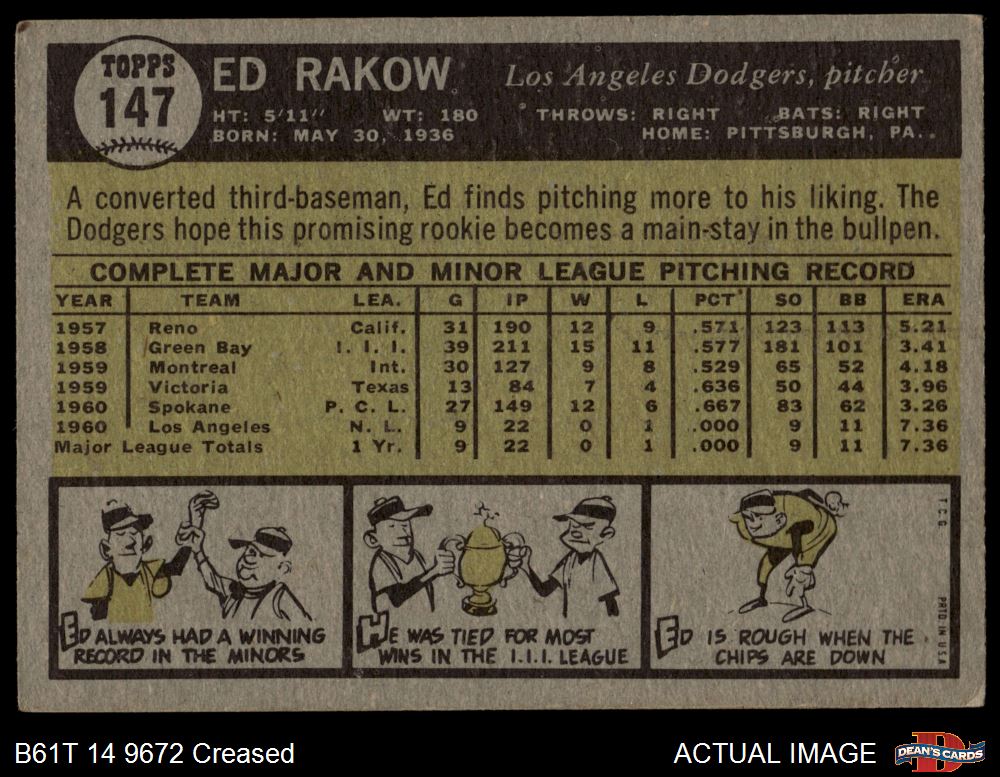 TOPPS
147
ED RAKOW
Los Angeles Dodgers, pitcher
HT: 5'11" WT: 180 THROWS: RIGHT BATS: RIGHT
BORN: MAY 30, 1936 HOME: PITTSBURGH, PA.
A converted third-baseman, Ed finds pitching more to his liking. The
Dodgers hope this promising rookie becomes a main-stay in the bullpen.
COMPLETE MAJOR AND MINOR LEAGUE PITCHING RECORD
YEAR TEAM LEA. G IP W L PCT SO BB ERA
1957 Reno Calif. 31 190 12 9 .571 123 113 5.21
1958 Green Bay I. I. I. 39 211 15 11 .577 181 101 3.41
1959 Montreal Int. 30 127 9 8 .529 65 52 4.18
1959 Victoria Texas 13 84 7 4 .636 50 44 3.96
1960 Spokane P. C. L. 27 149 12 6 .667 83 62 3.26
1960 Los Angeles N. L. 9 22 0 1 .000 9 11 7.36
Major League Totals 1 Yr. 9 22 0 1 .000 9 11 7.36
ED ALWAYS HAD A WINNING
RECORD IN THE MINORS
HE WAS TIED FOR MOST
WINS IN THE I.I.I. LEAGUE
ED IS ROUGH WHEN THE
CHIPS ARE DOWN
T.C.G.
PRTD. IN U.S.A.
B61T 14 9672 Creased
ACTUAL IMAGE
DEAN'S CARDS